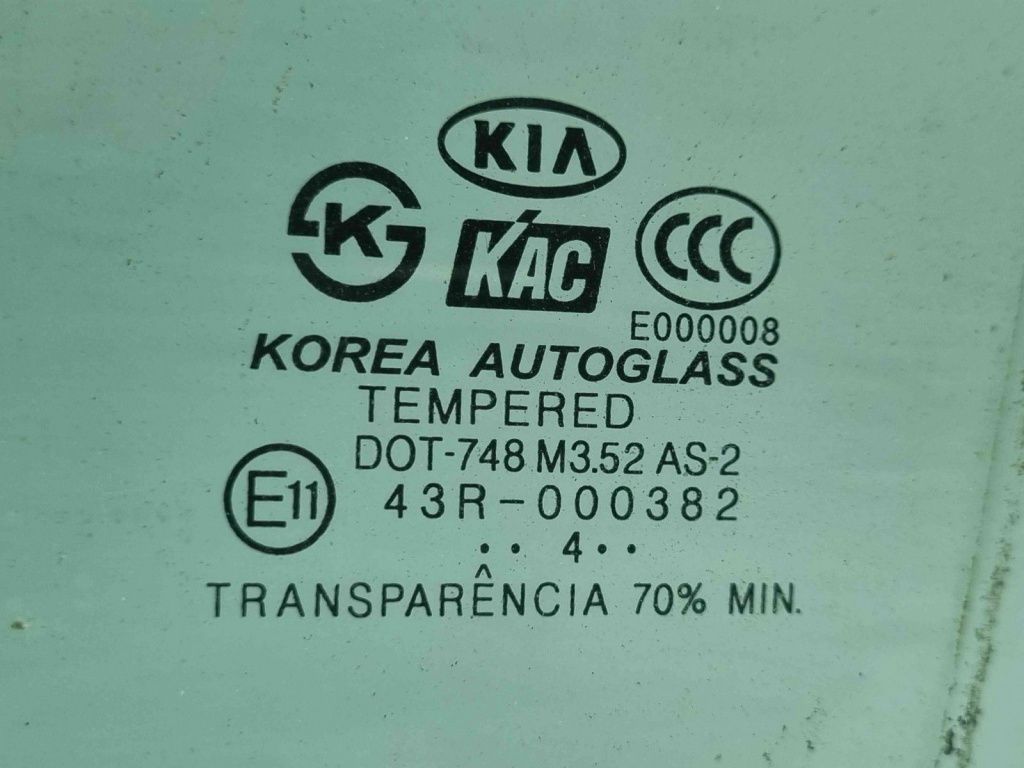 KIA
K
KAC
CCC
E000008
KOREA AUTOGLASS
TEMPERED
DOT-748 M3.52 AS-2
E11
43R-000382
•• 4 ••
TRANSPARÊNCIA 70% MIN.